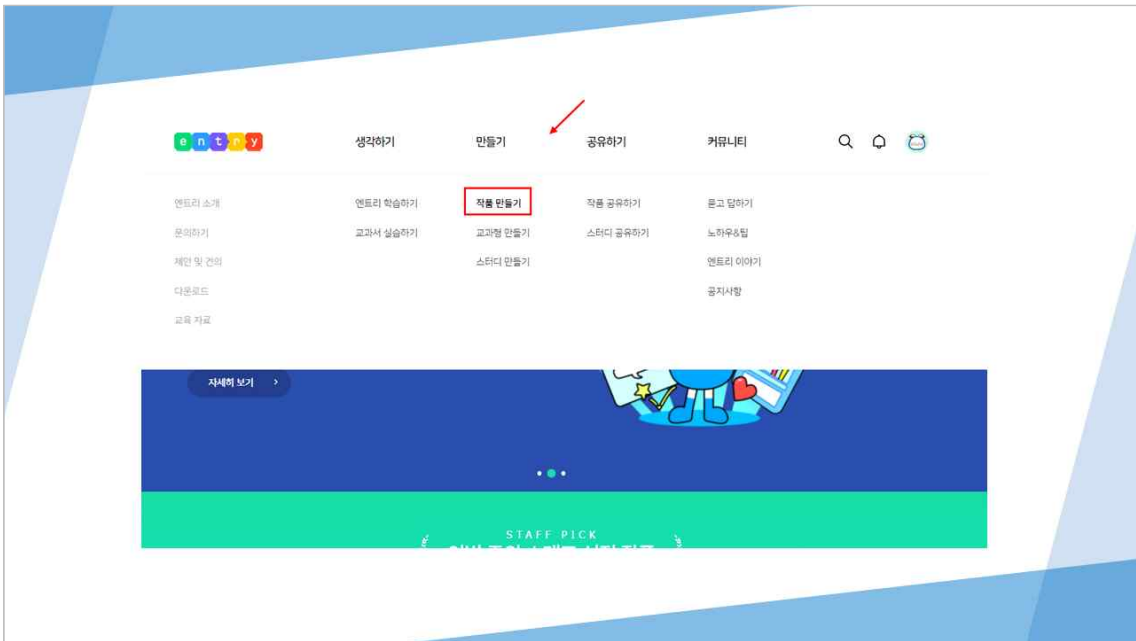 entry 생각하기 만들기 공유하기 커뮤니티
엔트리 소개 엔트리 학습하기 작품 만들기 작품 공유하기 묻고 답하기
문의하기 교과서 실습하기 교과형 만들기 스터디 공유하기 노하우&팁
제안 및 건의 스터디 만들기 엔트리 이야기
다운로드 공지사항
교육 자료
자세히 보기
STAFF PICK